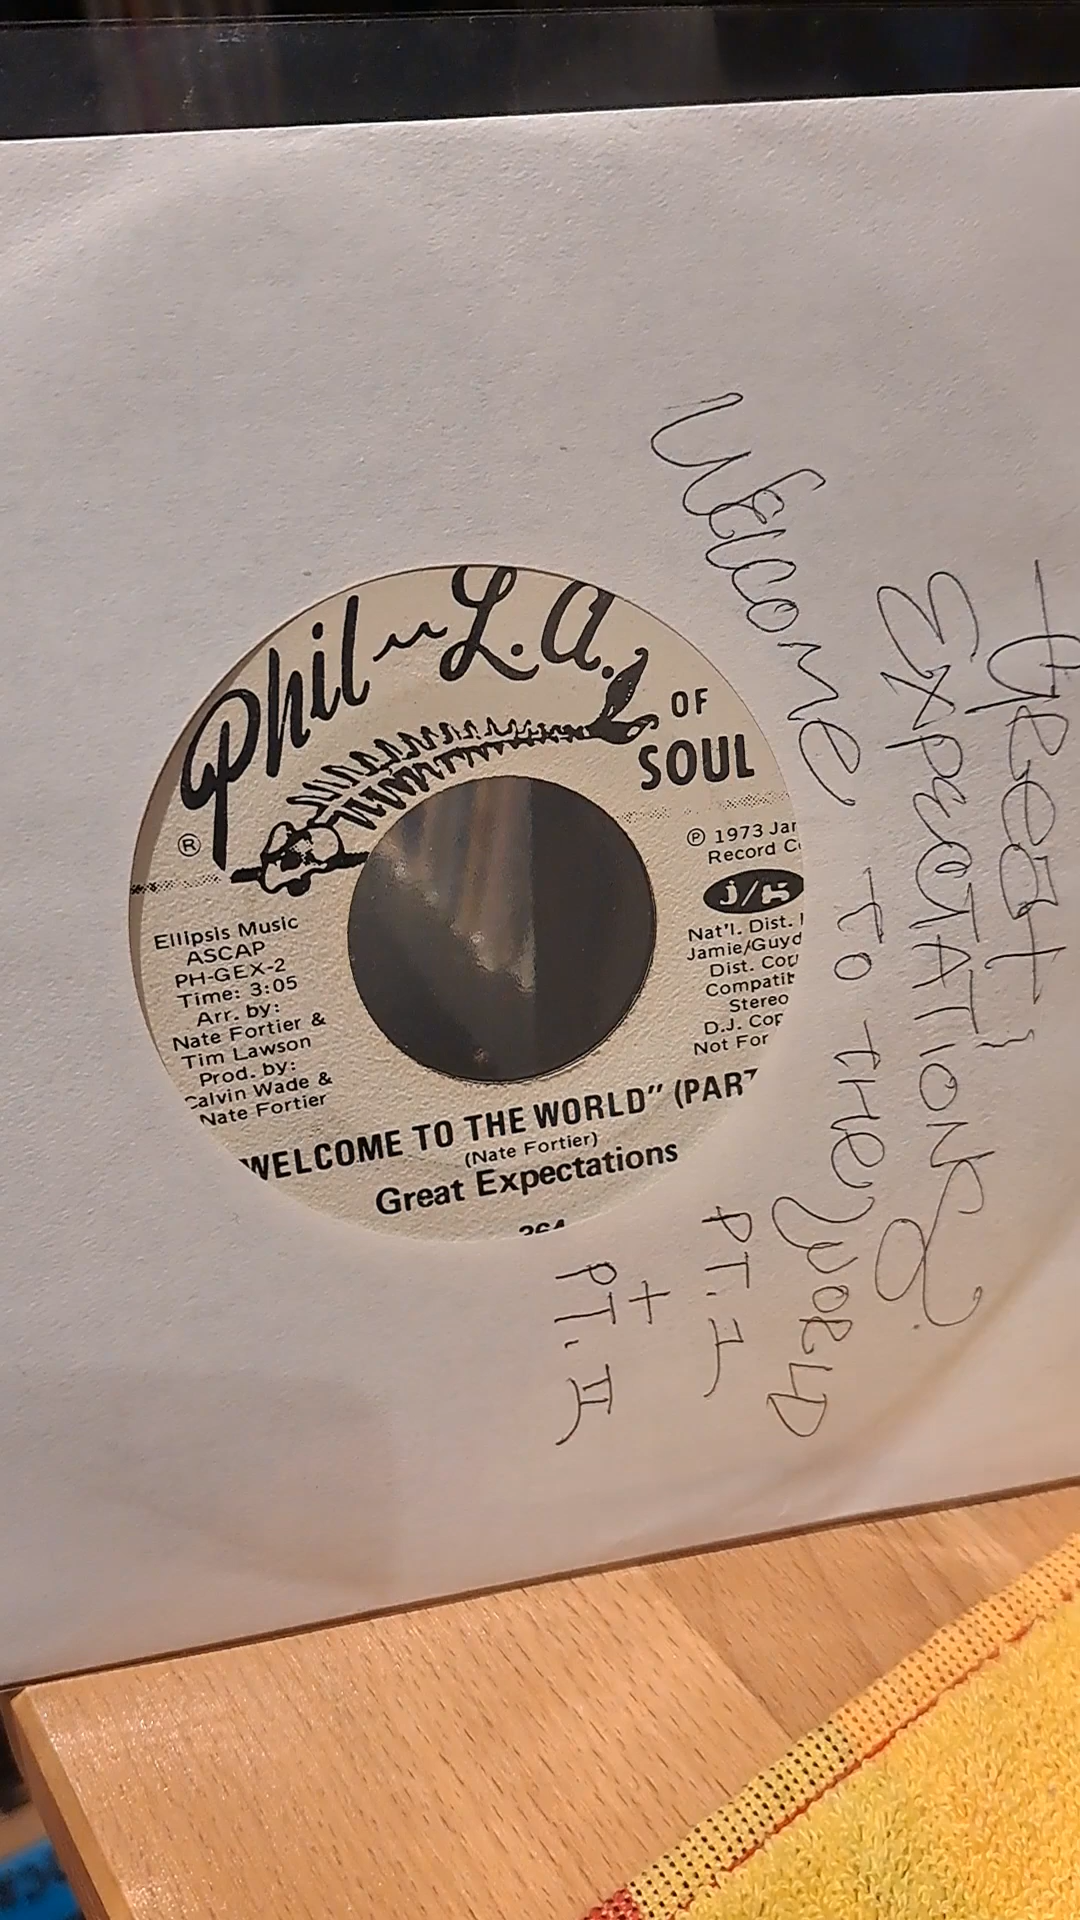 Phil-L.A.
OF
SOUL
®
℗ 1973 Jar
Record C
J/G
Nat'l. Dist.
Jamie/Guyd
Dist. Cor
Compatib
Stereo
D.J. Cop
Not For
Ellipsis Music
ASCAP
PH-GEX-2
Time: 3:05
Arr. by:
Nate Fortier &
Tim Lawson
Prod. by:
Calvin Wade &
Nate Fortier
WELCOME TO THE WORLD" (PART
(Nate Fortier)
Great Expectations
364
Great
ExpectATIONS
Welcome To the World
PT. I
+
PT. II